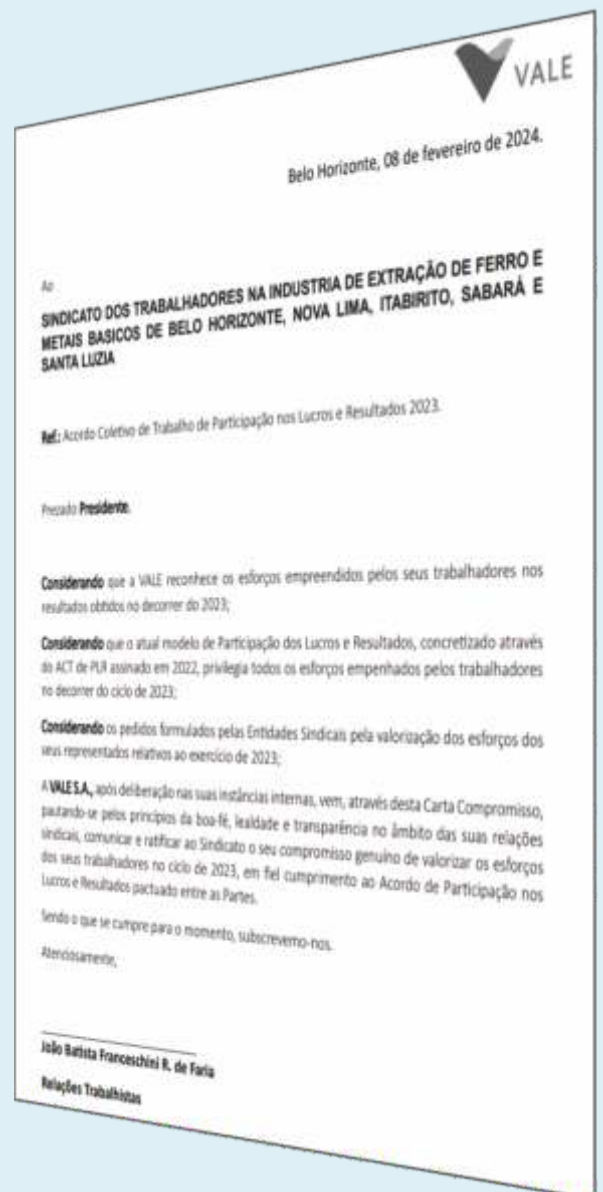 VALE
Belo Horizonte, 08 de fevereiro de 2024.
Ao
SINDICATO DOS TRABALHADORES NA INDUSTRIA DE EXTRAÇÃO DE FERRO E
METAIS BASICOS DE BELO HORIZONTE, NOVA LIMA, ITABIRITO, SABARÁ E
SANTA LUZIA
Ref.: Acordo Coletivo de Trabalho de Participação nos Lucros e Resultados 2023.
Prezado Presidente,
Considerando que a VALE reconhece os esforços empreendidos pelos seus trabalhadores nos
resultados obtidos no decorrer do 2023;
Considerando que o atual modelo de Participação dos Lucros e Resultados, concretizado através
do ACT de PLR assinado em 2022, privilegia todos os esforços empenhados pelos trabalhadores
no decorrer do ciclo de 2023;
Considerando os pedidos formulados pelas Entidades Sindicais pela valorização dos esforços dos
seus representados relativos ao exercício de 2023;
A VALE S.A., após deliberação nas suas instâncias internas, vem, através desta Carta Compromisso,
pautando-se pelos princípios da boa-fé, lealdade e transparência no âmbito das suas relações
sindicais, comunicar e ratificar ao Sindicato o seu compromisso genuíno de valorizar os esforços
dos seus trabalhadores no ciclo de 2023, em fiel cumprimento ao Acordo de Participação nos
Lucros e Resultados pactuado entre as Partes.
Sendo o que se cumpre para o momento, subscrevemo-nos.
Atenciosamente,
João Batista Franceschini R. de Faria
Relações Trabalhistas